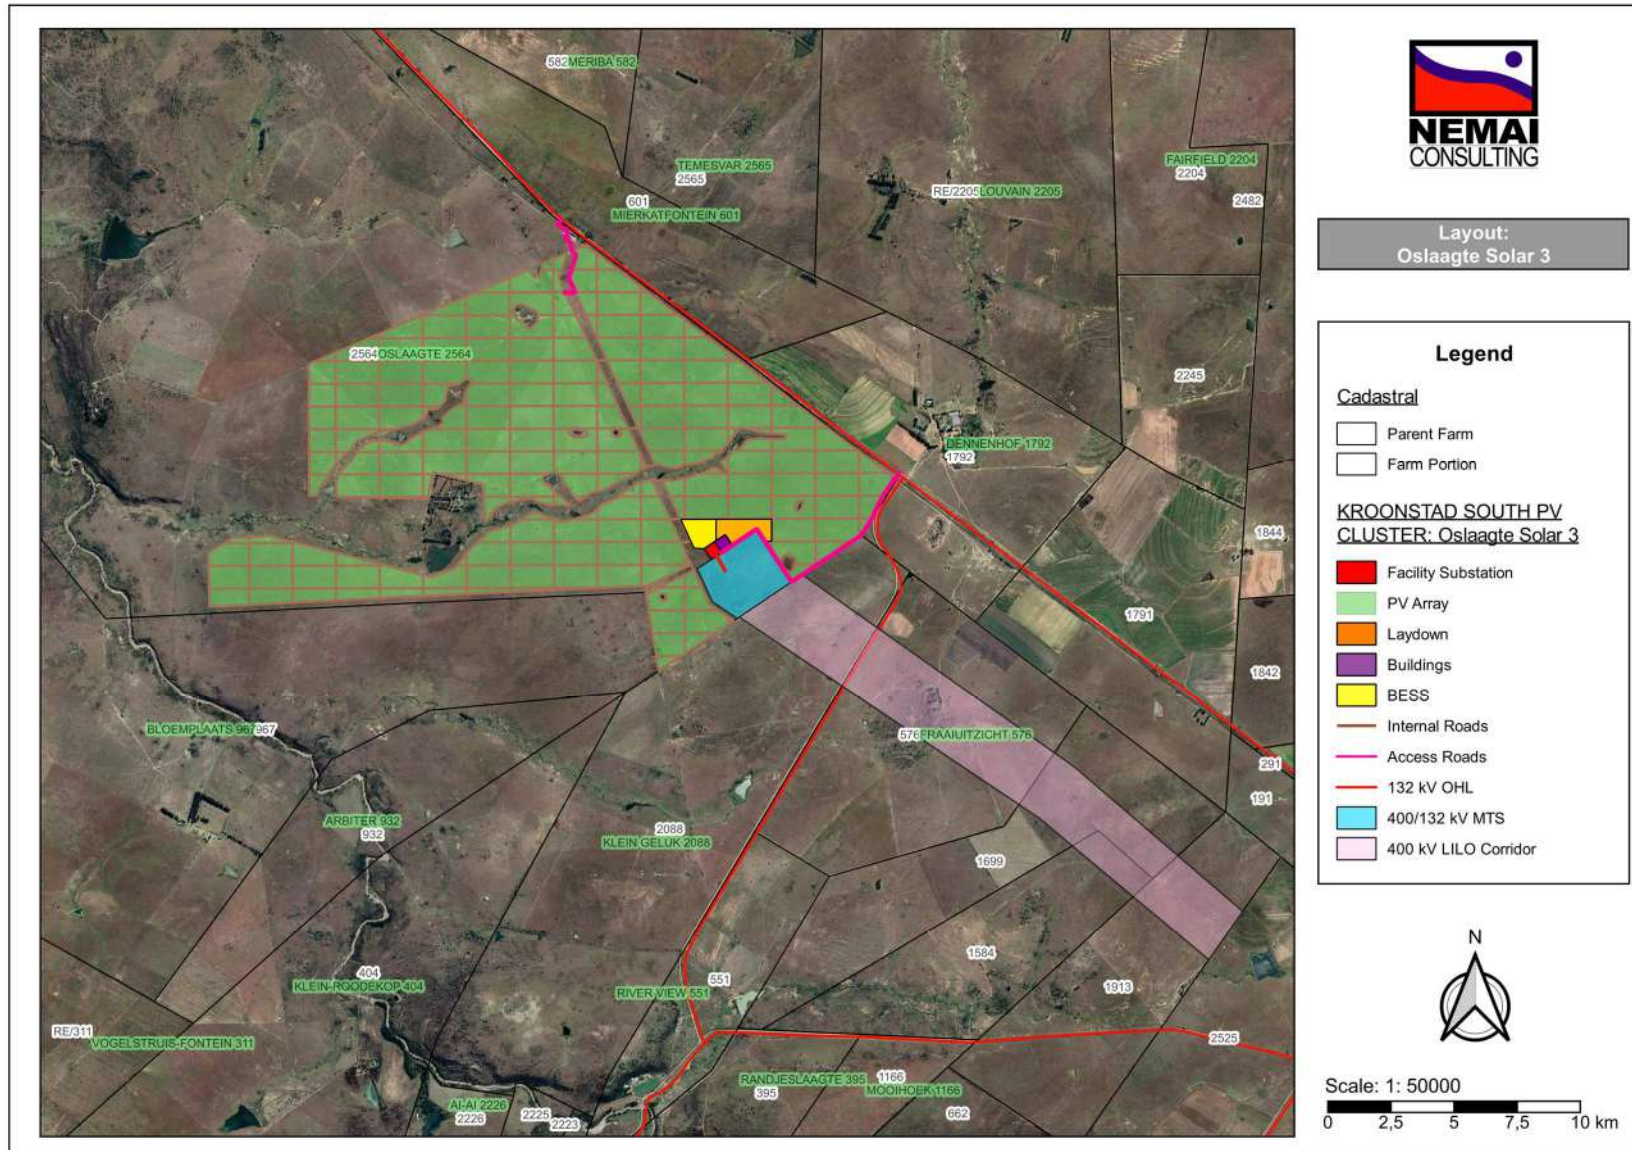 582 MERIBA 582
TEMESVAR 2565
2565
FAIRFIELD 2204
2204
RE/2205 LOUVAIN 2205
2482
601
MIERKATFONTEIN 601
2564 OSLAAGTE 2564
2245
DENNENHOF 1792
1792
1844
1791
1842
BLOEMPLAATS 967 967
576 FRAAIUITZICHT 576
291
191
ARBITER 932
932
2088
KLEIN GELUK 2088
1699
1584
404
KLEIN-ROODEKOP 404
551
RIVER VIEW 551
1913
RE/311
VOGELSTRUIS-FONTEIN 311
2525
RANDJESLAAGTE 395
395
1166
MOOIHOEK 1166
AI-AI 2226
2226
2225
2223
662
NEMAI
CONSULTING
Layout:
Oslaagte Solar 3
Legend
Cadastral
Parent Farm
Farm Portion
KROONSTAD SOUTH PV
CLUSTER: Oslaagte Solar 3
Facility Substation
PV Array
Laydown
Buildings
BESS
Internal Roads
Access Roads
132 kV OHL
400/132 kV MTS
400 kV LILO Corridor
N
Scale: 1: 50000
0 2,5 5 7,5 10 km